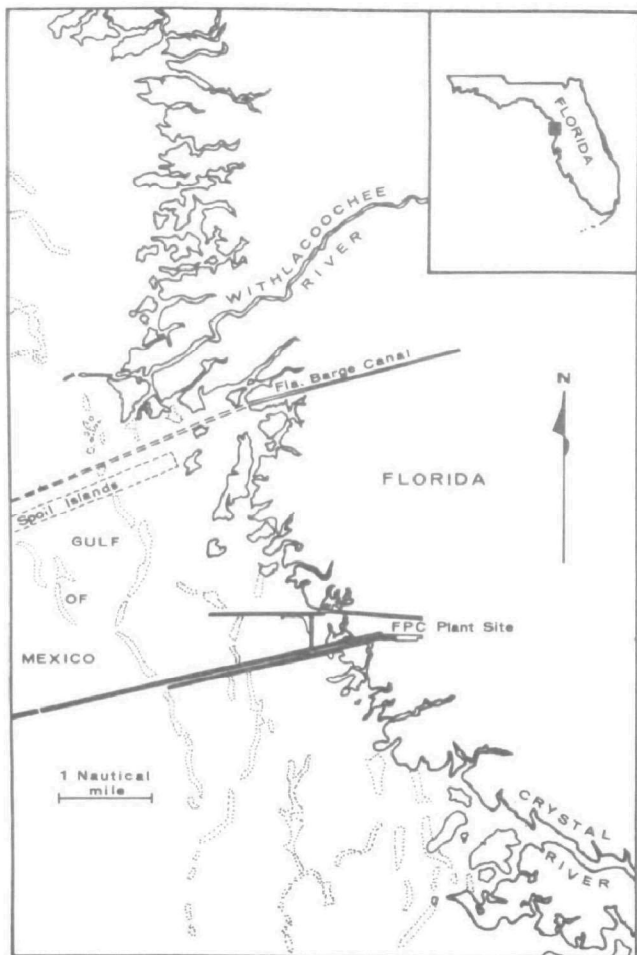 FLORIDA
WITHLACOOCHEE
RIVER
Fla. Barge Canal
N
FLORIDA
Spoil Islands
GULF
OF
MEXICO
FPC Plant Site
1 Nautical
mile
CRYSTAL
RIVER